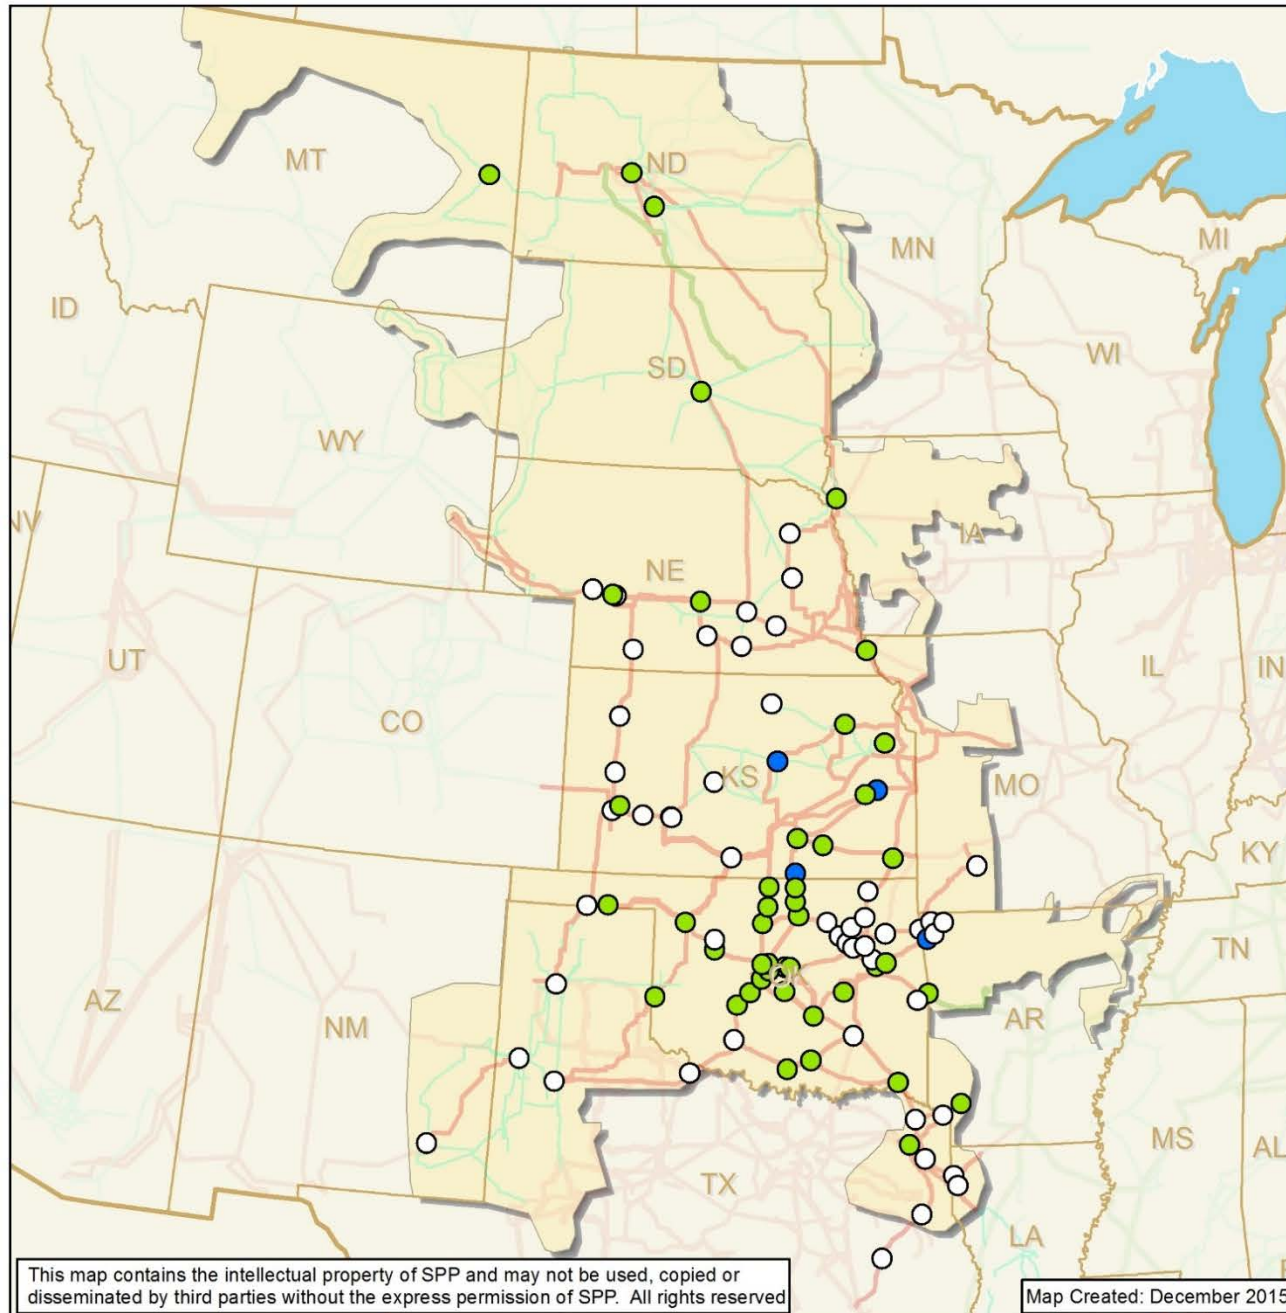 ND
MT
MN
MI
ID
WI
SD
WY
NV
IA
NE
UT
IL
IN
CO
KS
MO
KY
TN
OK
AZ
NM
AR
MS
AL
TX
LA
This map contains the intellectual property of SPP and may not be used, copied or
disseminated by third parties without the express permission of SPP. All rights reserved
Map Created: December 2015